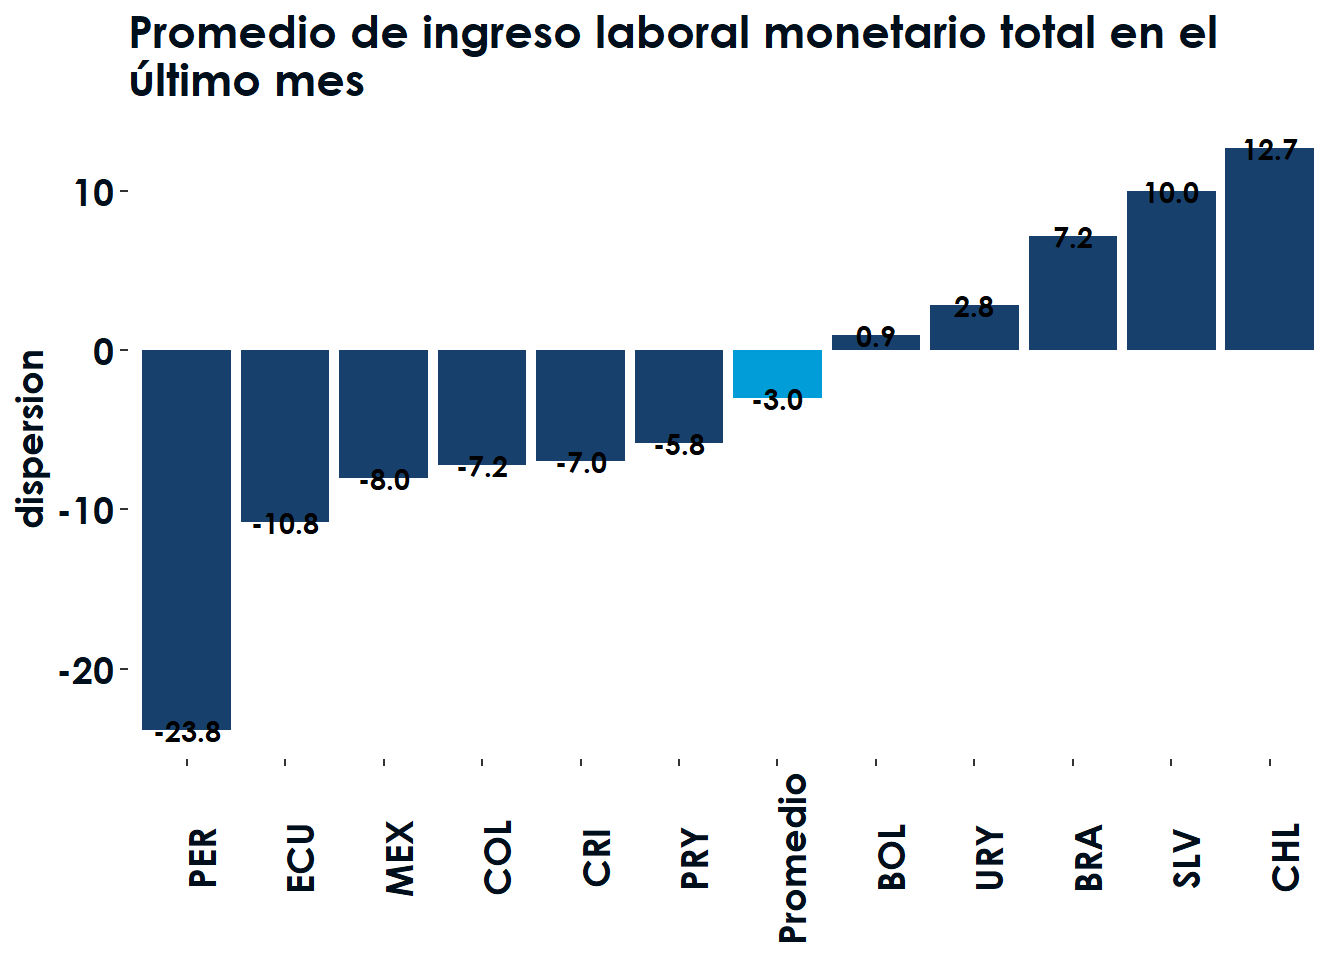 Promedio de ingreso laboral monetario total en el
último mes
dispersion
10
0
-10
-20
-23.8
-10.8
-8.0
-7.2
-7.0
-5.8
-3.0
0.9
2.8
7.2
10.0
12.7
PER
ECU
MEX
COL
CRI
PRY
Promedio
BOL
URY
BRA
SLV
CHL